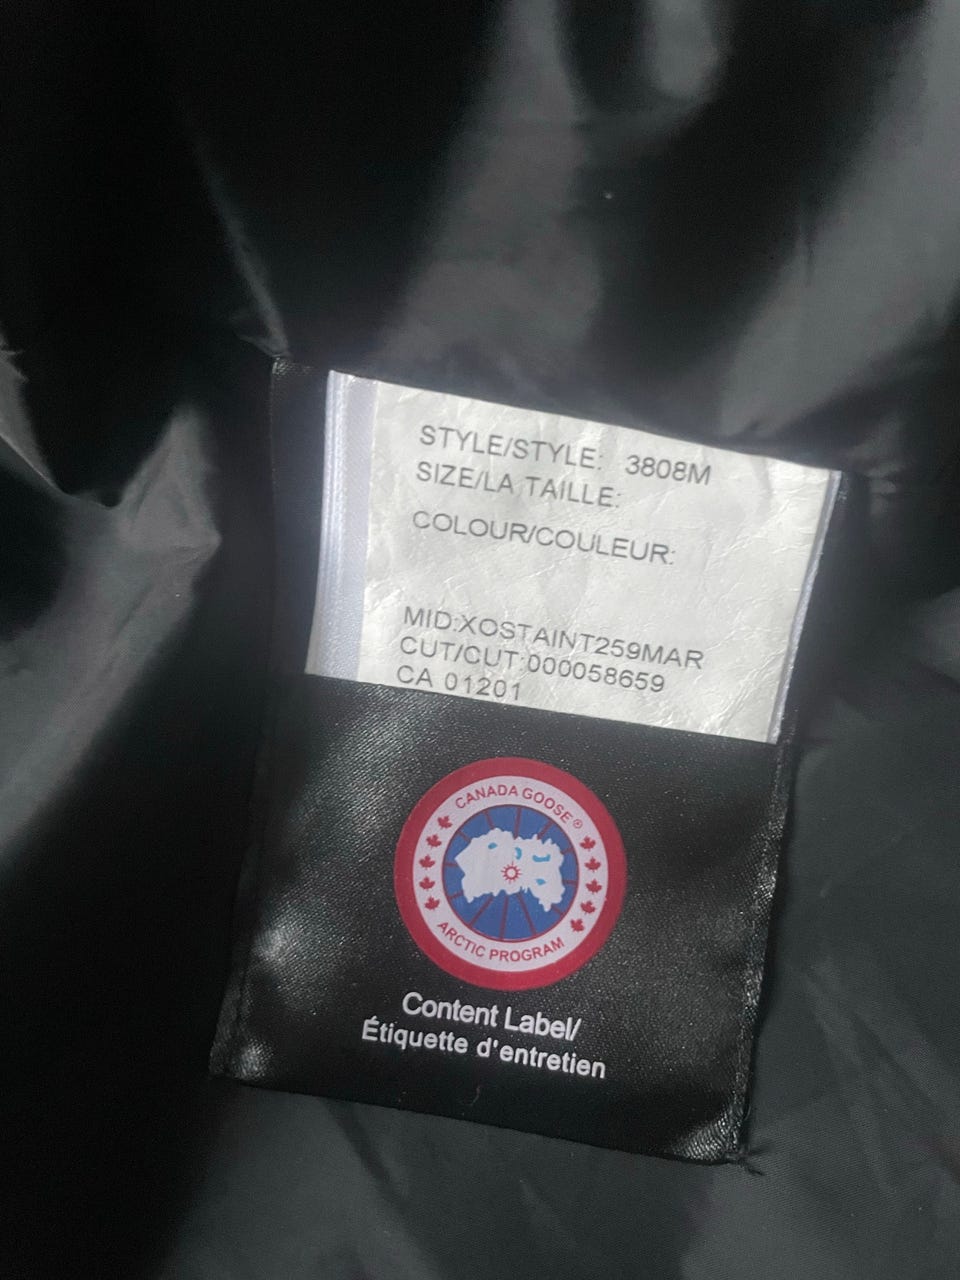 STYLE/STYLE: 3808M
SIZE/LA TAILLE:
COLOUR/COULEUR:
MID:XOSTAINT259MAR
CUT/CUT:000058659
CA 01201
CANADA GOOSE®
ARCTIC PROGRAM
Content Label/
Étiquette d'entretien